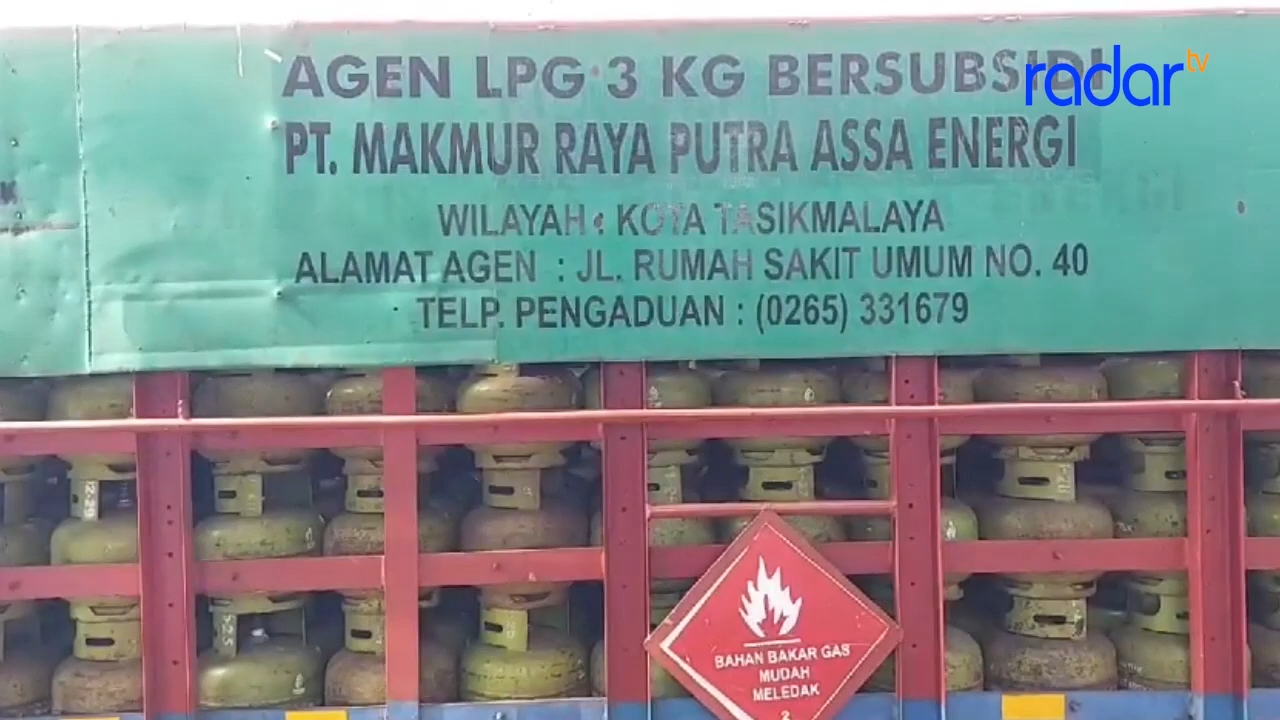 AGEN LPG 3 KG BERSUBSIDI
radar tv
PT. MAKMUR RAYA PUTRA ASSA ENERGI
WILAYAH : KOTA TASIKMALAYA
ALAMAT AGEN : JL. RUMAH SAKIT UMUM NO. 40
TELP. PENGADUAN : (0265) 331679
BAHAN BAKAR GAS
MUDAH
MELEDAK
2